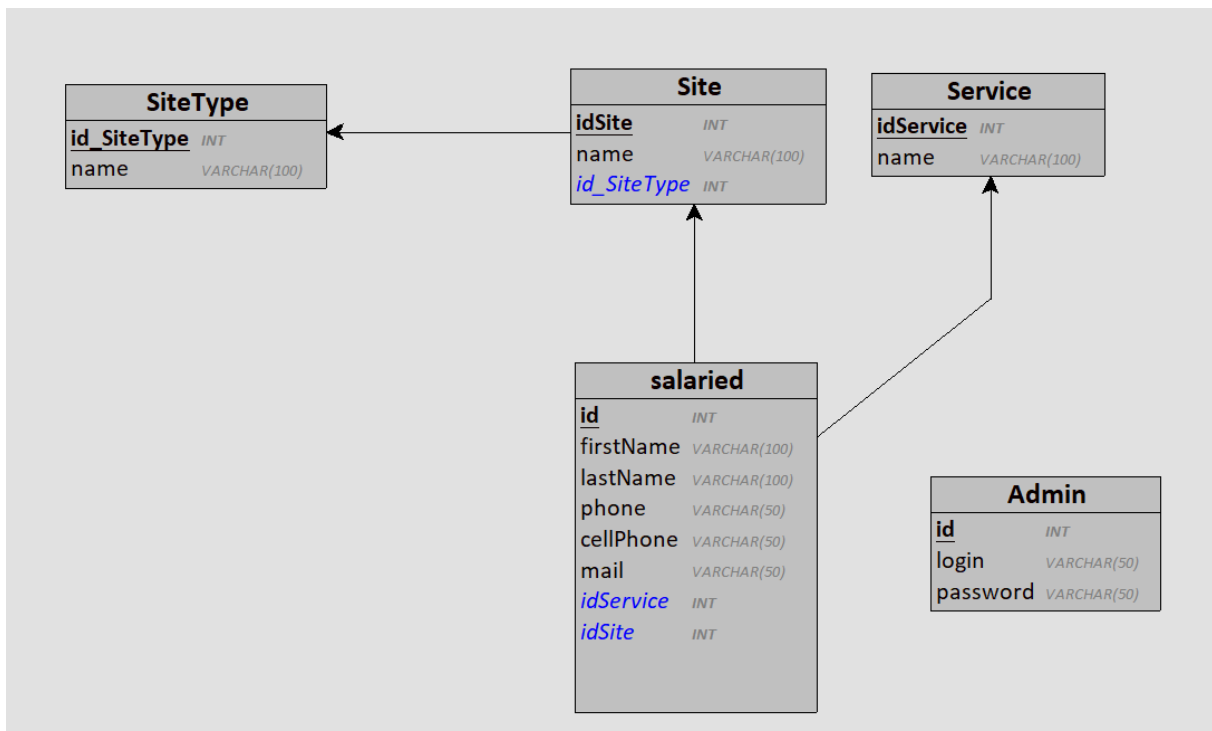 SiteType
id_SiteType INT
name VARCHAR(100)
Site
idSite INT
name VARCHAR(100)
id_SiteType INT
Service
idService INT
name VARCHAR(100)
salaried
id INT
firstName VARCHAR(100)
lastName VARCHAR(100)
phone VARCHAR(50)
cellPhone VARCHAR(50)
mail VARCHAR(50)
idService INT
idSite INT
Admin
id INT
login VARCHAR(50)
password VARCHAR(50)